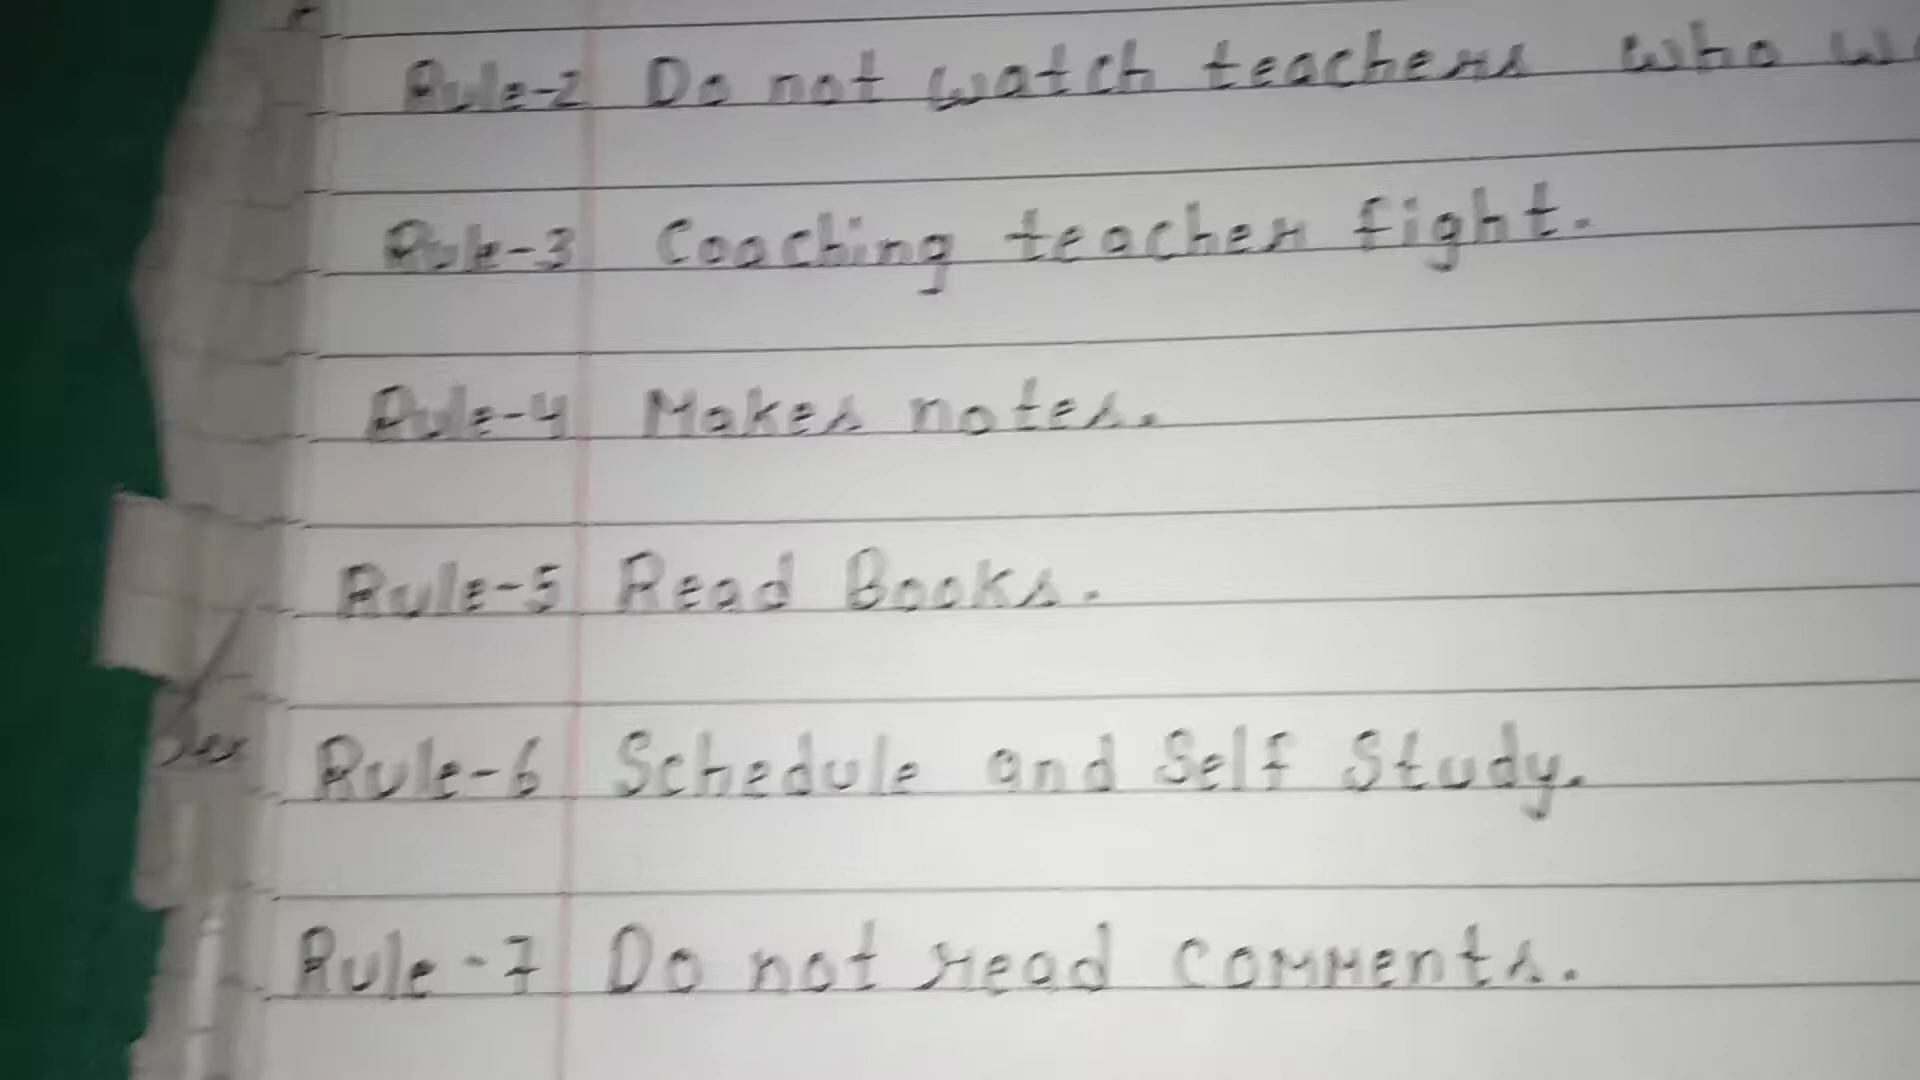 Rule-2 Do not watch teachers who
Rule-3 Coaching teacher fight.
Rule-4 Makes notes.
Rule-5 Read Books.
Rule-6 Schedule and Self Study.
Rule-7 Do not read comments.